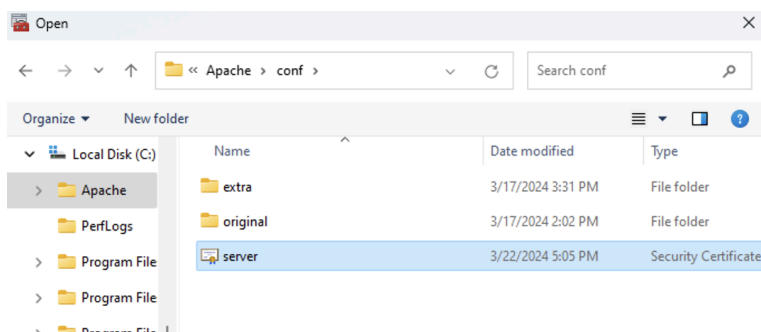 Open
« Apache > conf >
Search conf
Organize
New folder
Local Disk (C:)
Name
Date modified
Type
Apache
extra
3/17/2024 3:31 PM
File folder
PerfLogs
original
3/17/2024 2:02 PM
File folder
Program File
server
3/22/2024 5:05 PM
Security Certificate
Program File